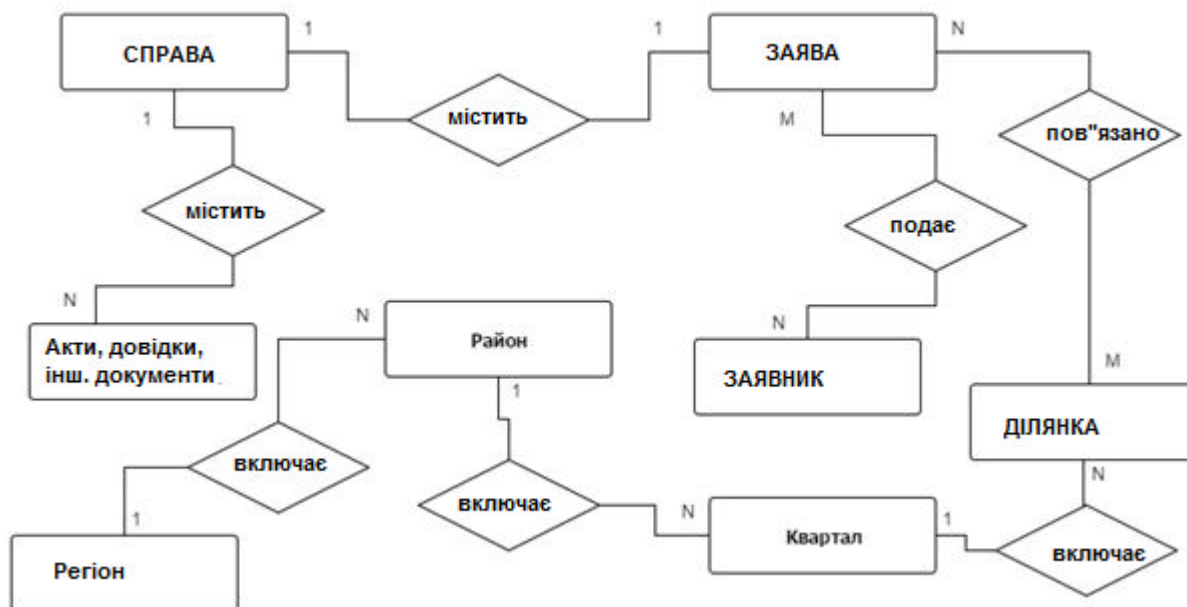 1
1
1
N
СПРАВА
ЗАЯВА
1
M
містить
пов"язано
містить
подає
N
N
N
Акти, довідки,
інш. документи
Район
ЗАЯВНИК
M
1
ДІЛЯНКА
включає
включає
N
1
N
1
Квартал
включає
Регіон